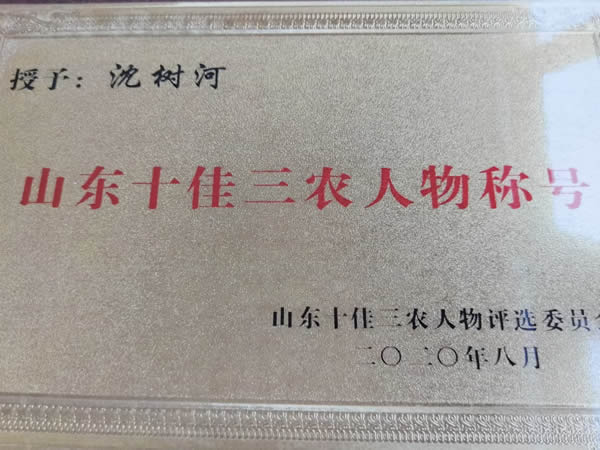 授予：沈树河
山东十佳三农人物称号
山东十佳三农人物评选委员会
二〇二〇年八月